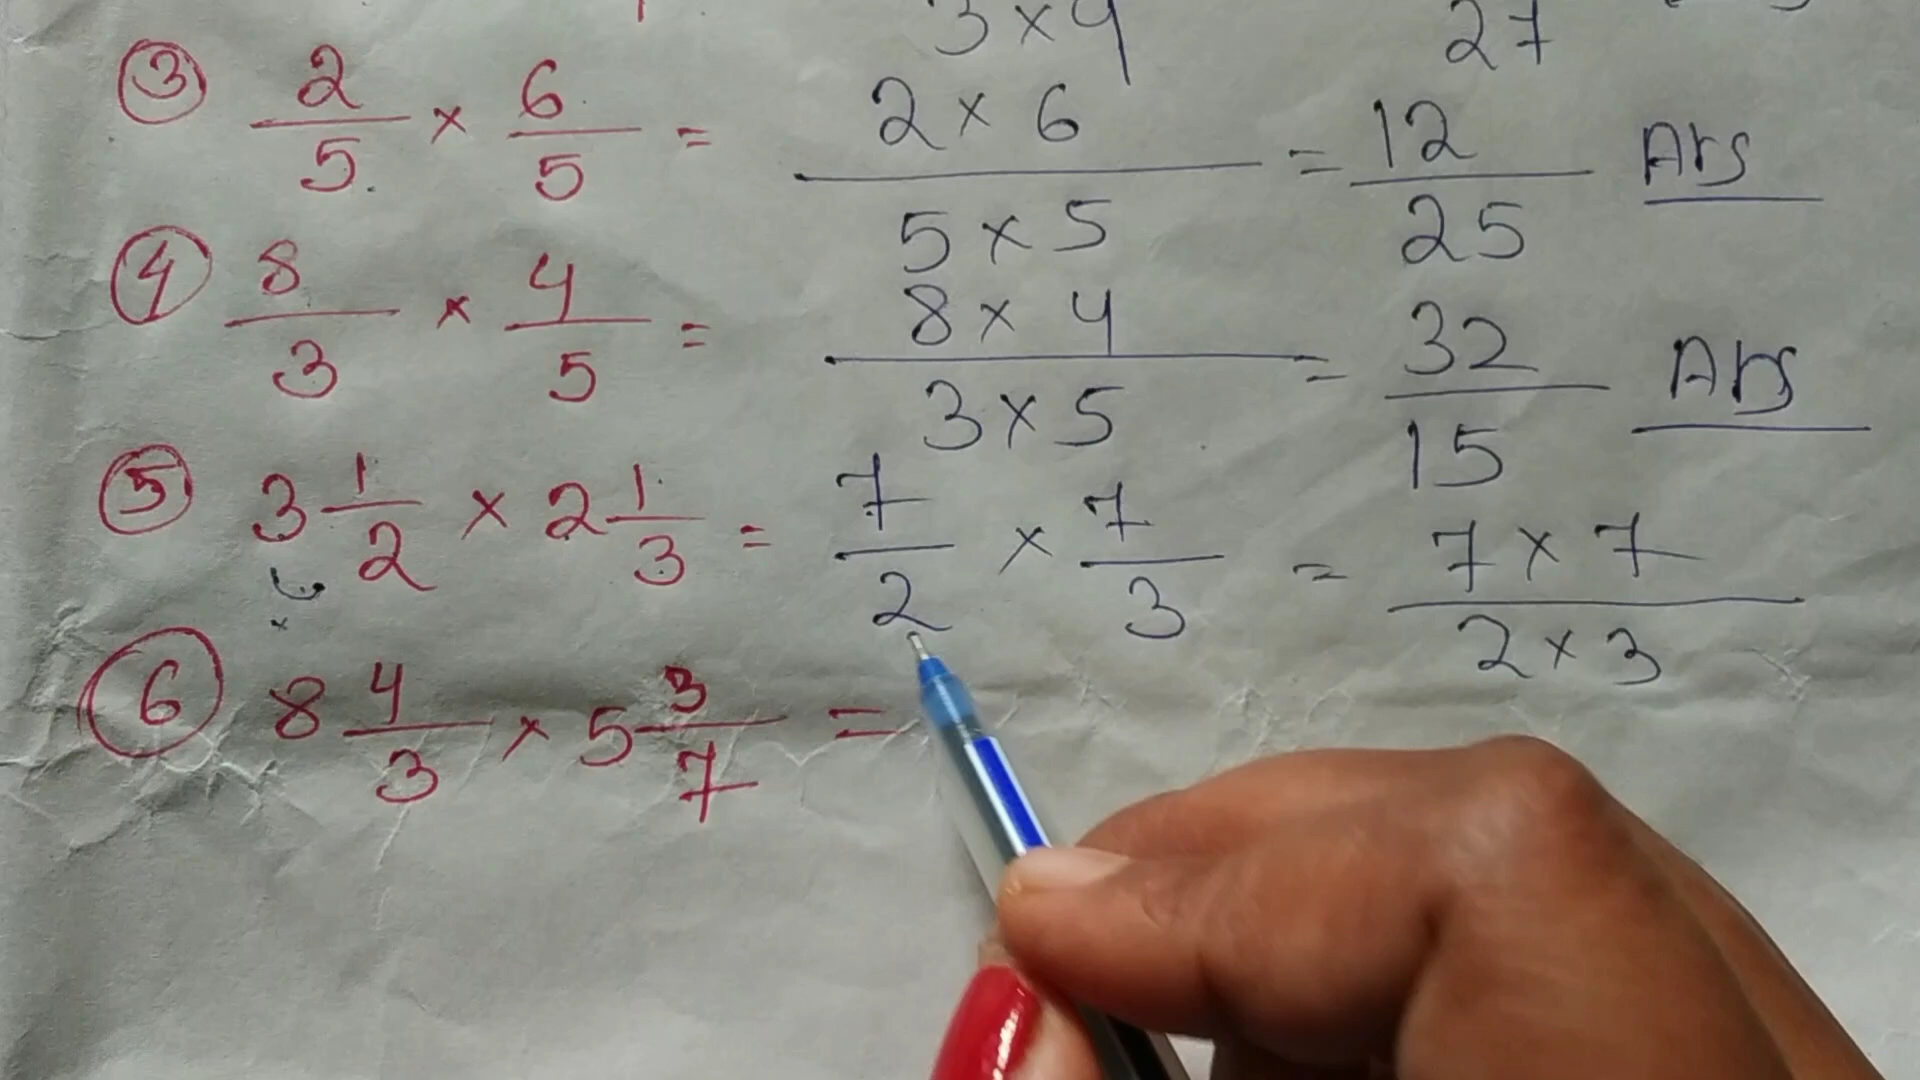 3×9 27
③ 2/5 × 6/5 = 2 × 6 / 5 × 5 = 12/25 Ans
④ 8/3 × 4/5 = 8 × 4 / 3 × 5 = 32/15 Ans
⑤ 3 1/2 × 2 1/3 = 7/2 × 7/3 = 7 × 7 / 2 × 3
⑥ 8 4/3 × 5 3/7 =